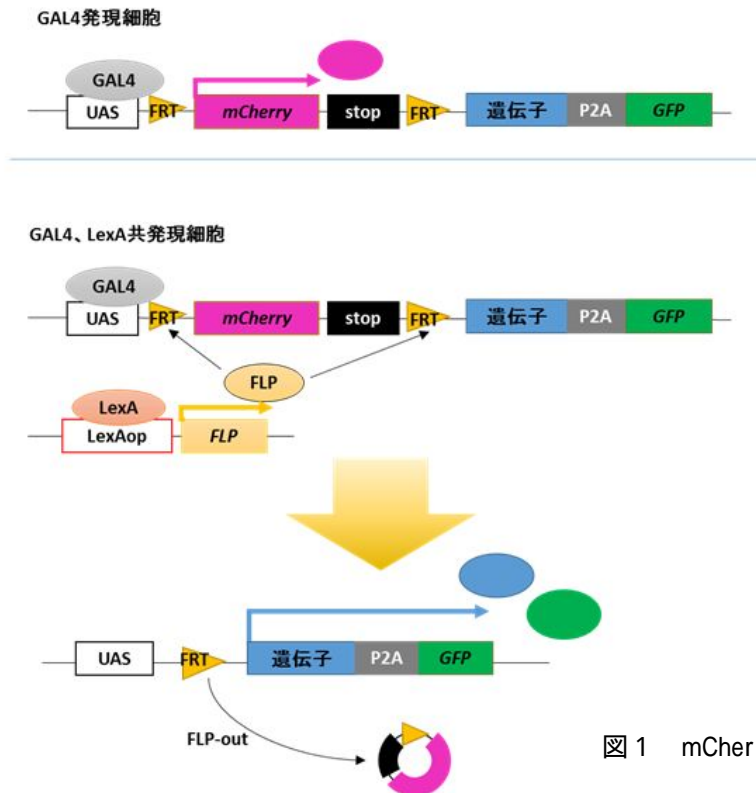 GAL4発現細胞
GAL4
UAS FRT mCherry stop FRT 遺伝子 P2A GFP
GAL4、LexA共発現細胞
GAL4
UAS FRT mCherry stop FRT 遺伝子 P2A GFP
FLP
LexA
LexAop FLP
UAS FRT 遺伝子 P2A GFP
FLP-out
図1 mCher